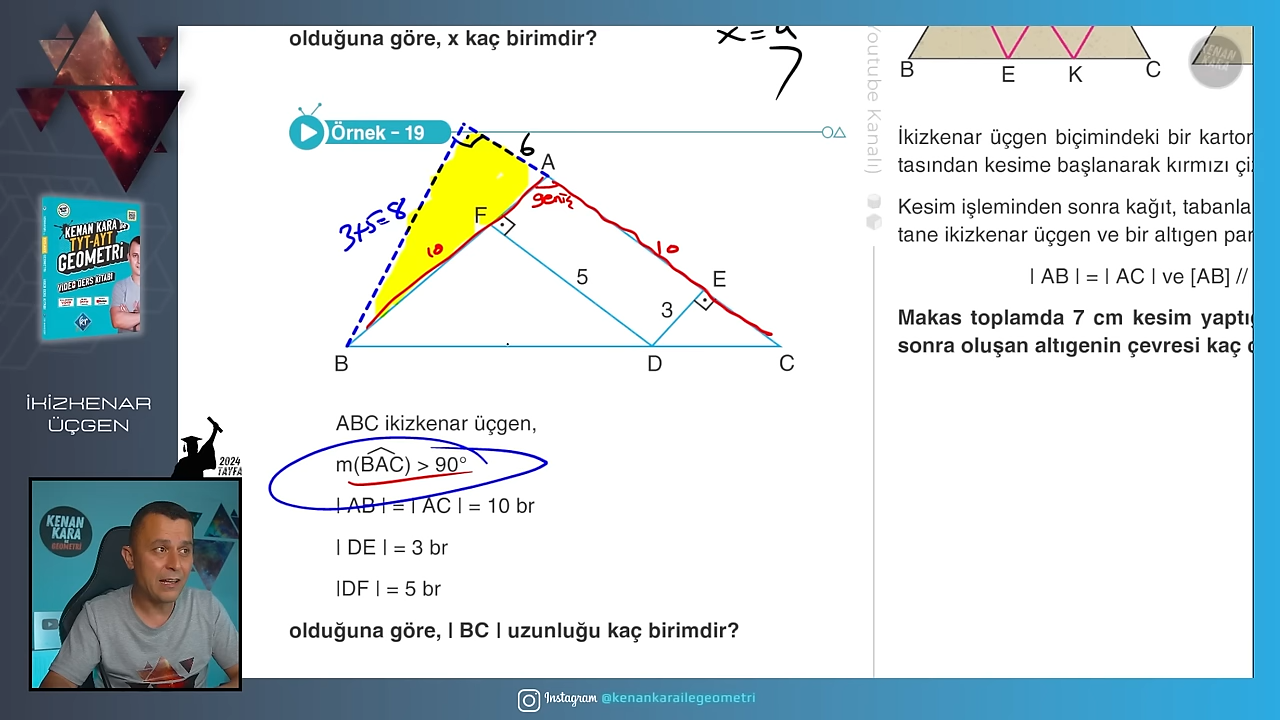 olduğuna göre, x kaç birimdir?
x = 4
7
Örnek – 19
6
A
geniş
3+5=8
F
10
10
E
5
3
B
D
C
ABC ikizkenar üçgen,
m(BAC) > 90°
| AB | = | AC | = 10 br
| DE | = 3 br
|DF | = 5 br
olduğuna göre, | BC | uzunluğu kaç birimdir?
outube Kanalı)
B
E
K
C
KENAN
KARA
İkizkenar üçgen biçimindeki bir karton
tasından kesime başlanarak kırmızı çiz
Kesim işleminden sonra kağıt, tabanla
tane ikizkenar üçgen ve bir altıgen par
| AB | = | AC | ve [AB] //
Makas toplamda 7 cm kesim yaptığ
sonra oluşan altıgenin çevresi kaç c
KENAN KARA
TYT-AYT
GEOMETRİ
VİDEO DERS KİTABI
İKİZKENAR
ÜÇGEN
2024
TAYFA
KENAN
KARA
GEOMETRİ
Instagram @kenankarailegeometri